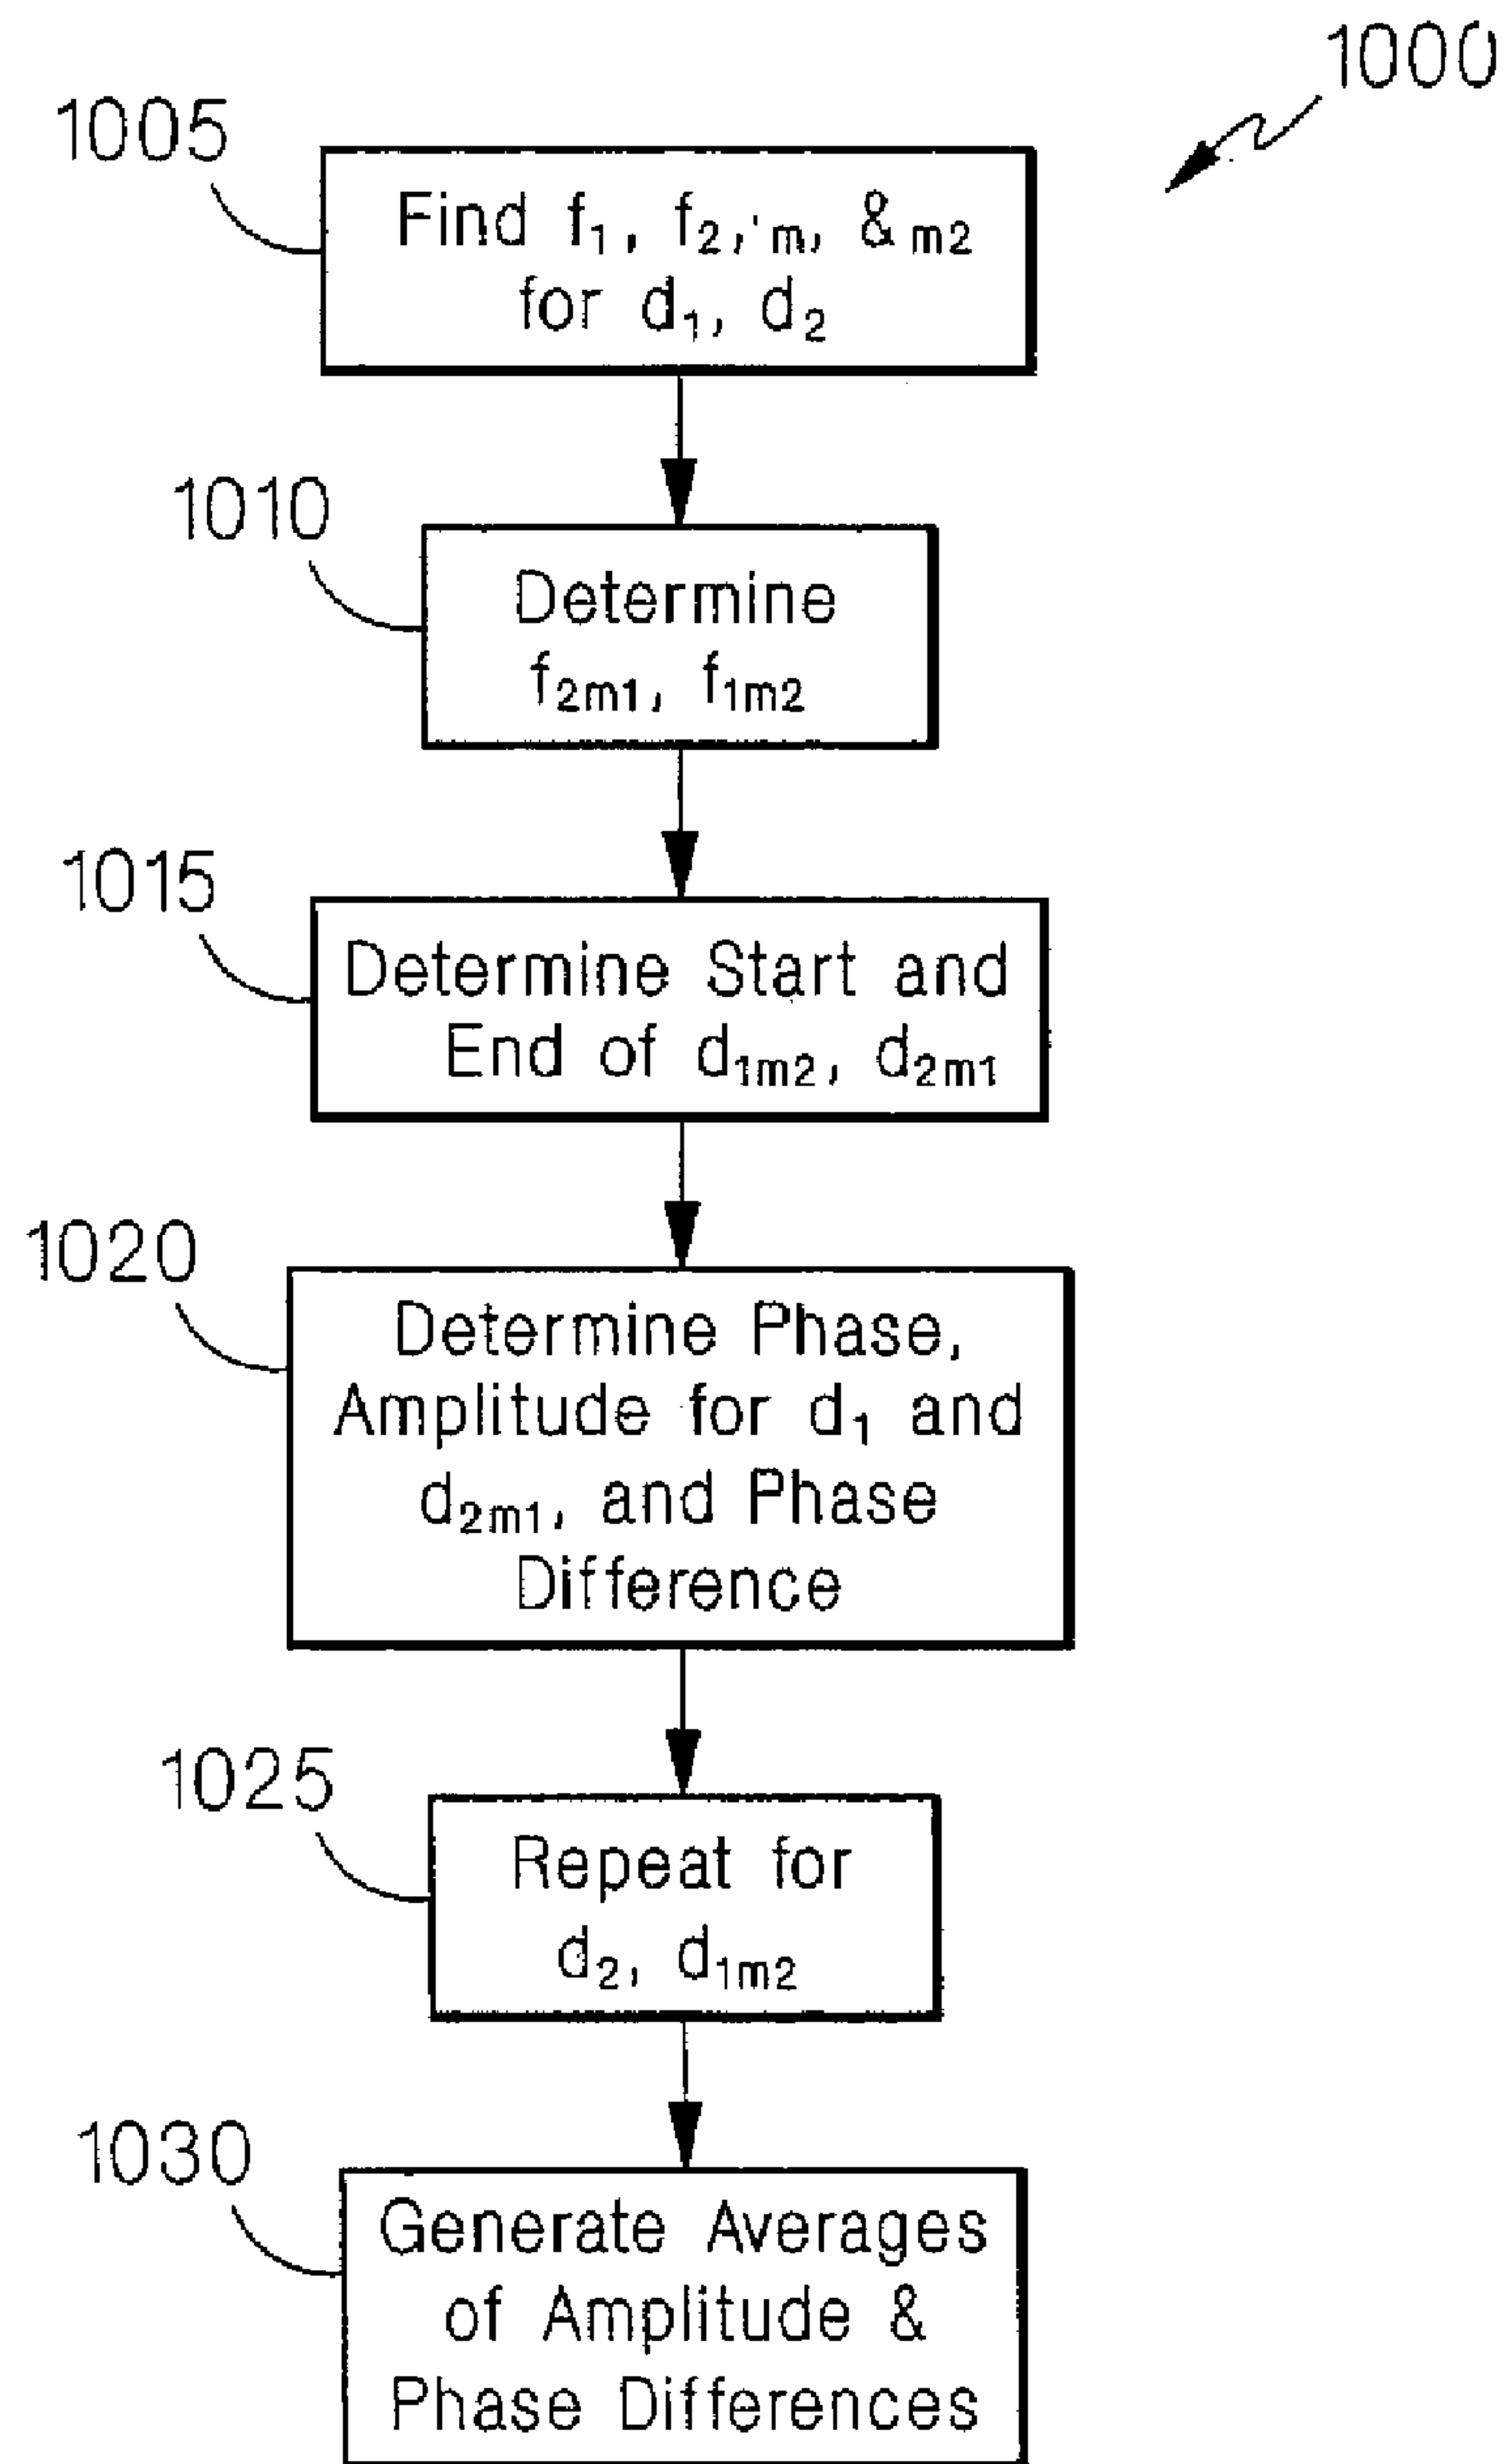 1000
1005
Find f₁, f₂,'m, &m2
for d₁, d₂
1010
Determine
f2m1, f1m2
1015
Determine Start and
End of d1m2, d2m1
1020
Determine Phase,
Amplitude for d₁ and
d2m1, and Phase
Difference
1025
Repeat for
d₂, d1m2
1030
Generate Averages
of Amplitude &
Phase Differences